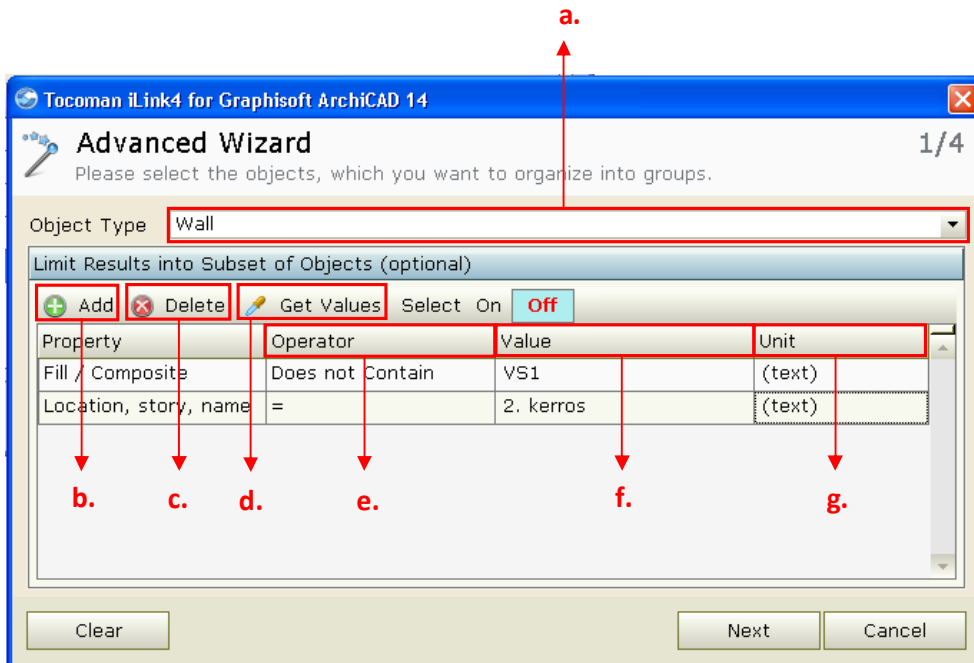 a.
Tocoman iLink4 for Graphisoft ArchiCAD 14
Advanced Wizard 1/4
Please select the objects, which you want to organize into groups.
Object Type Wall
Limit Results into Subset of Objects (optional)
Add Delete Get Values Select On Off
Property Operator Value Unit
Fill / Composite Does not Contain VS1 (text)
Location, story, name = 2. kerros (text)
b. c. d. e. f. g.
Clear Next Cancel